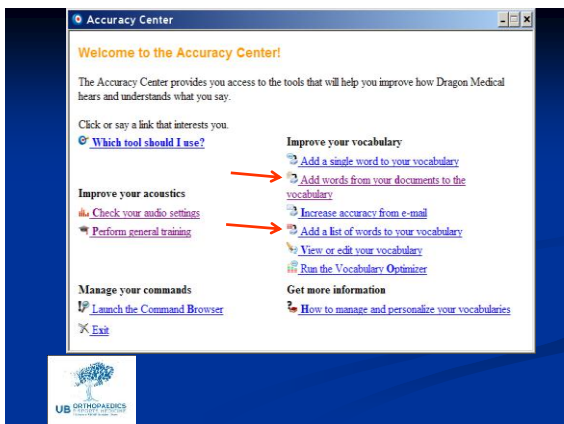 Accuracy Center
Welcome to the Accuracy Center!
The Accuracy Center provides you access to the tools that will help you improve how Dragon Medical
hears and understands what you say.
Click or say a link that interests you.
Which tool should I use?
Improve your acoustics
Check your audio settings
Perform general training
Manage your commands
Launch the Command Browser
Exit
Improve your vocabulary
Add a single word to your vocabulary
Add words from your documents to the
vocabulary
Increase accuracy from e-mail
Add a list of words to your vocabulary
View or edit your vocabulary
Run the Vocabulary Optimizer
Get more information
How to manage and personalize your vocabularies
UB ORTHOPAEDICS
& SPORTS MEDICINE